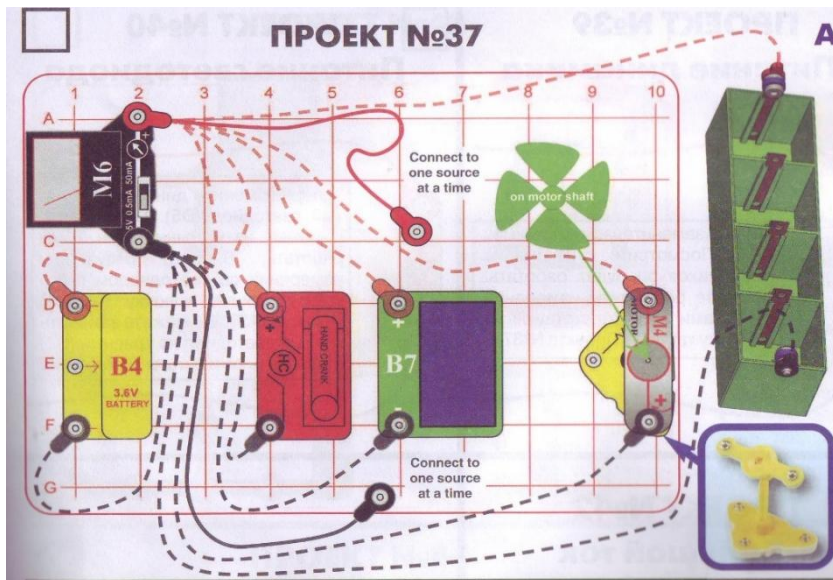 ПРОЕКТ №37
A
1 2 3 4 5 6 7 8 9 10
A
C
D
E
F
G
M6
5V 0.5mA 50mA
+
Connect to
one source
at a time
on motor shaft
B4
3.6V
BATTERY
+
HC
HAND CRANK
+
B7
-
МОТОР
M4
+
Connect to
one source
at a time